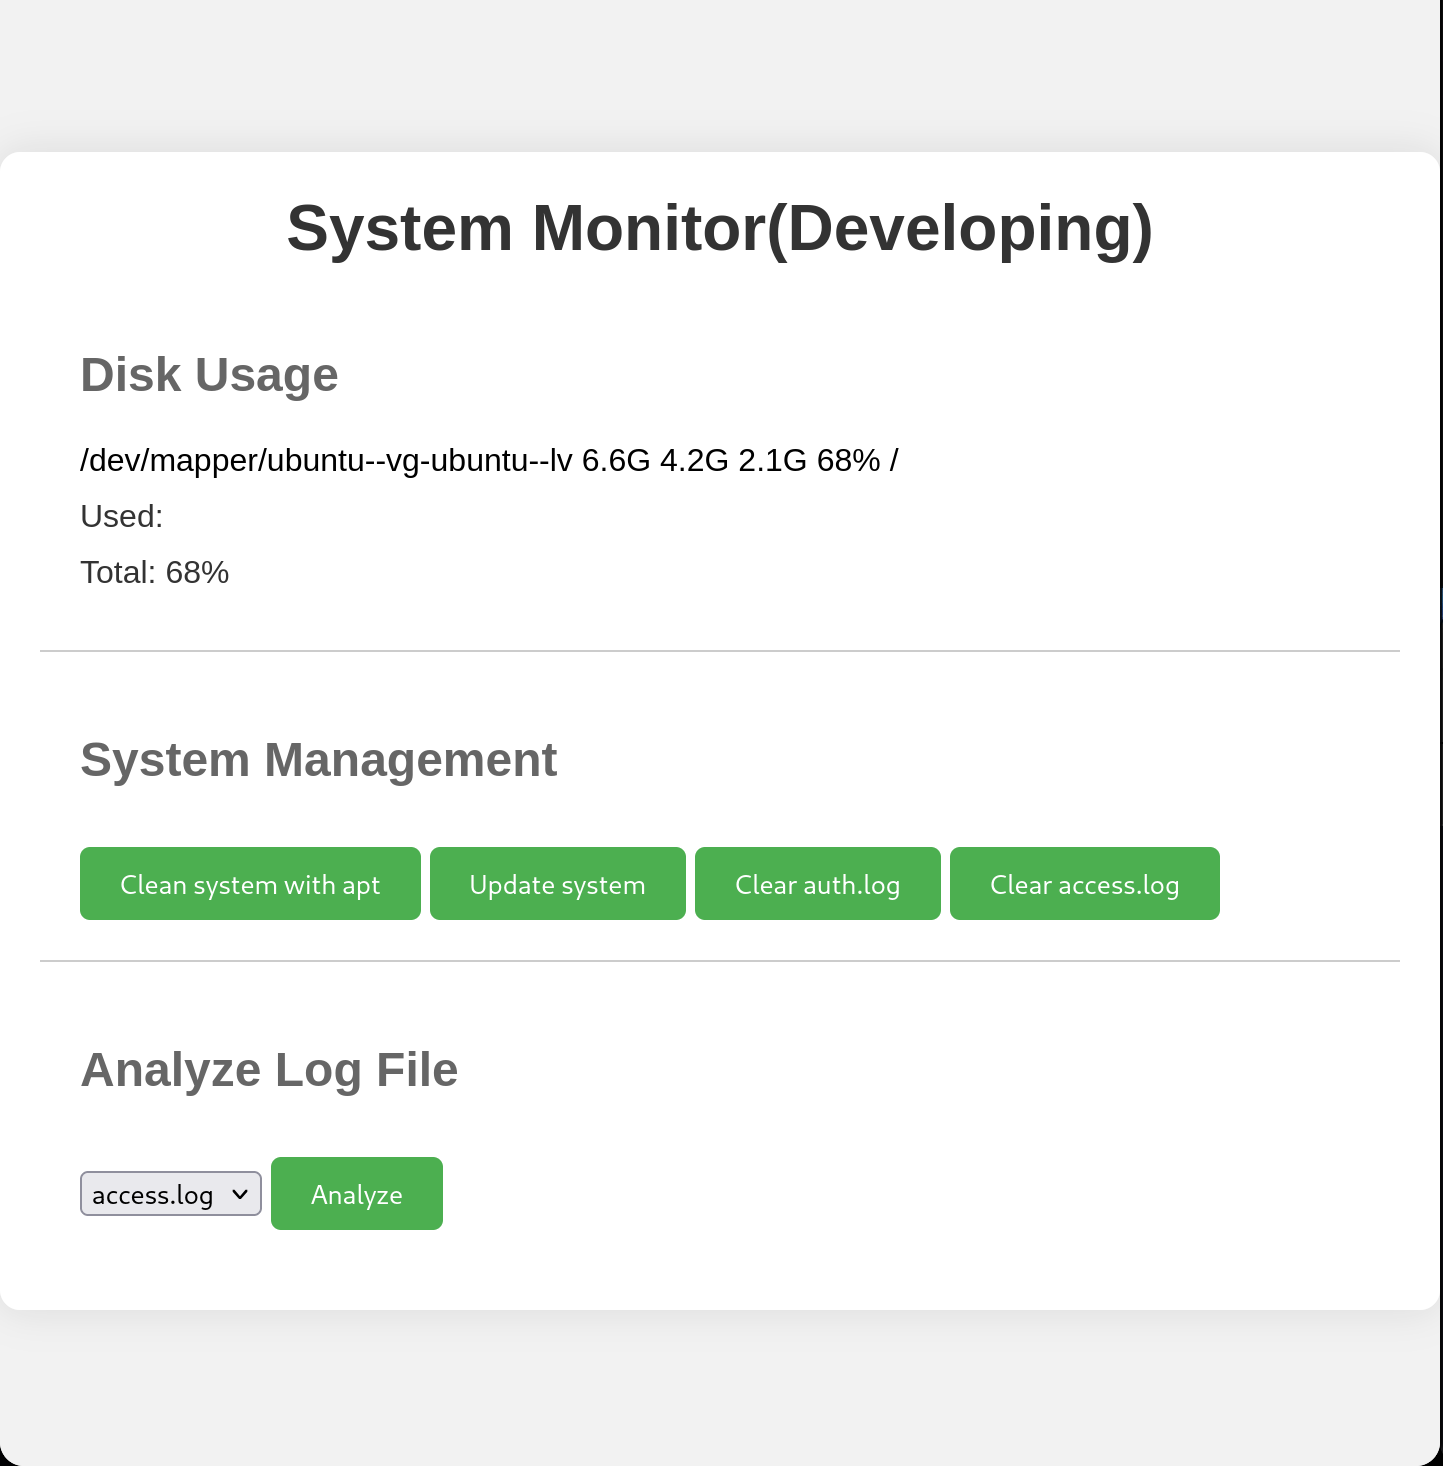 System Monitor(Developing)
Disk Usage
/dev/mapper/ubuntu--vg-ubuntu--lv 6.6G 4.2G 2.1G 68% /
Used:
Total: 68%
System Management
Clean system with apt Update system Clear auth.log Clear access.log
Analyze Log File
access.log Analyze